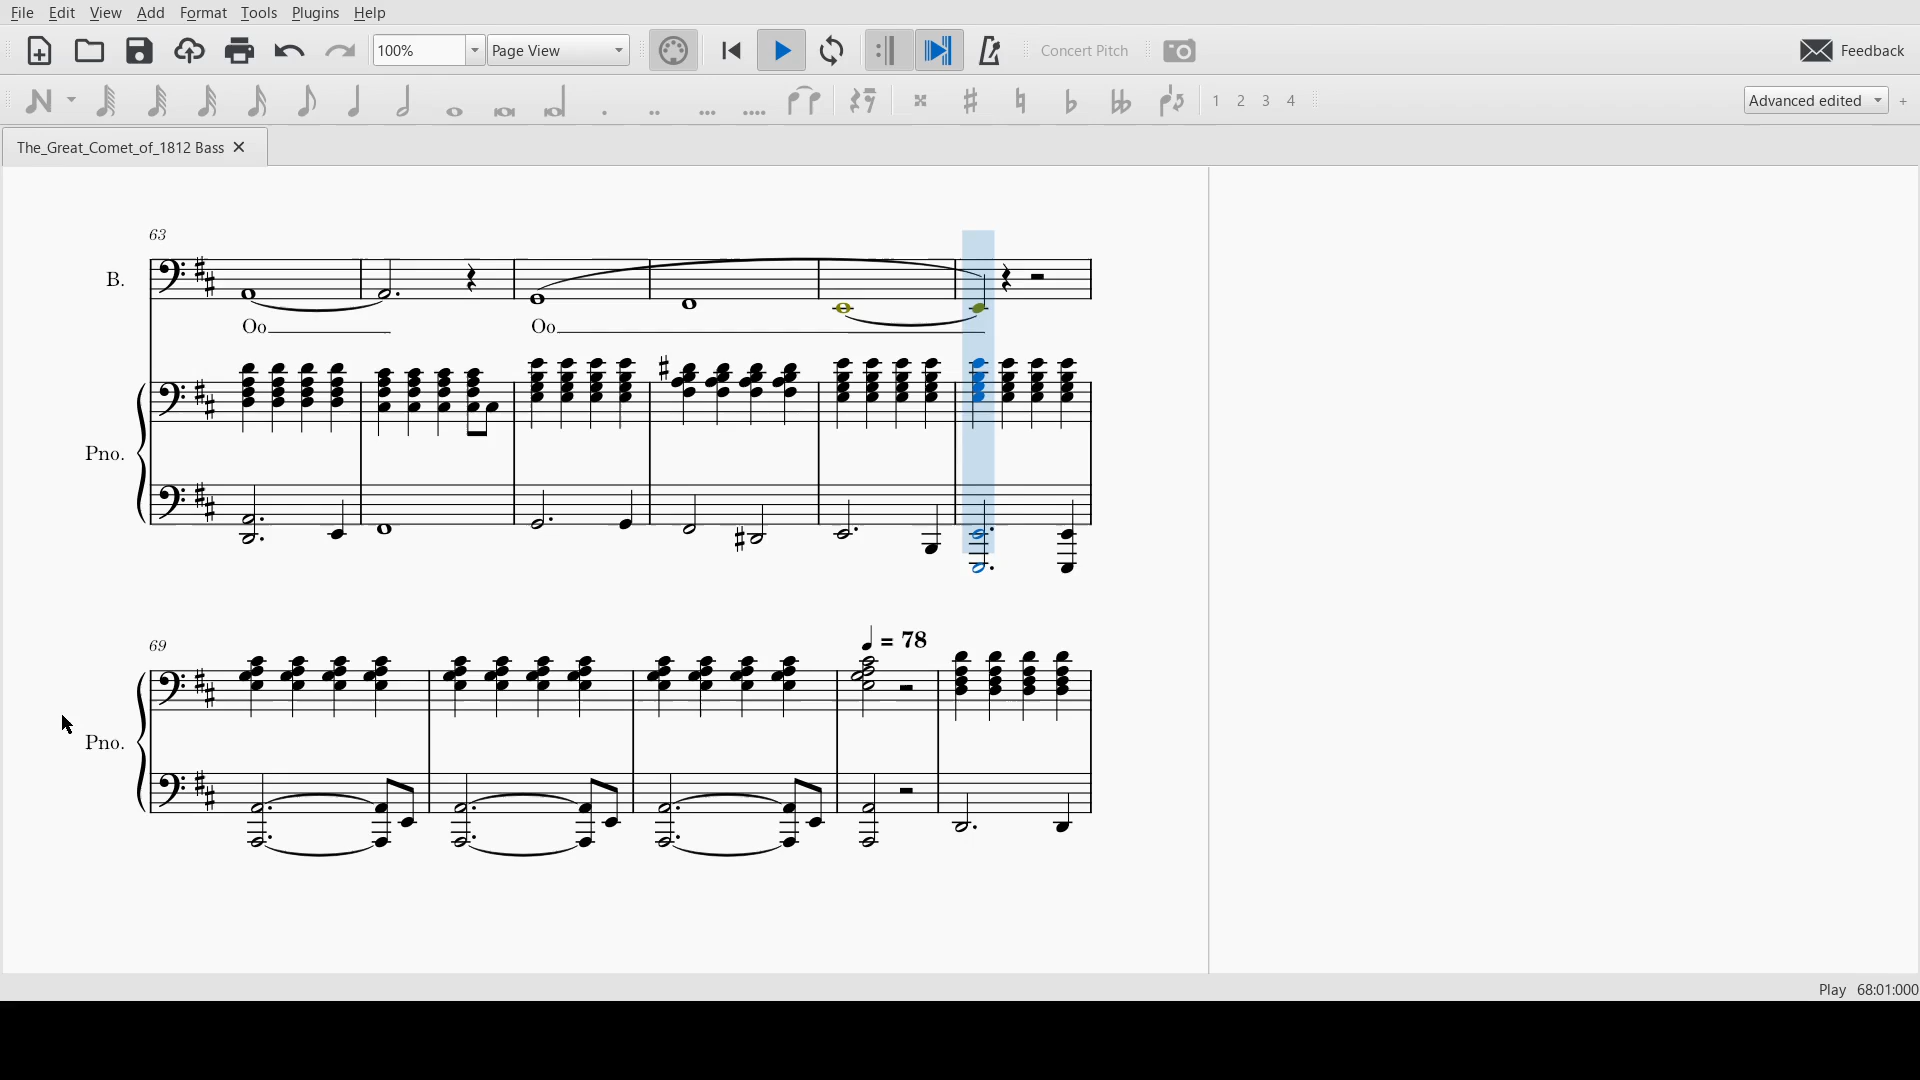 File Edit View Add Format Tools Plugins Help
100% Page View Concert Pitch Feedback
1 2 3 4 Advanced edited +
The_Great_Comet_of_1812 Bass
63
B.
Oo Oo
Pno.
69
= 78
Pno.
Play 68:01:000